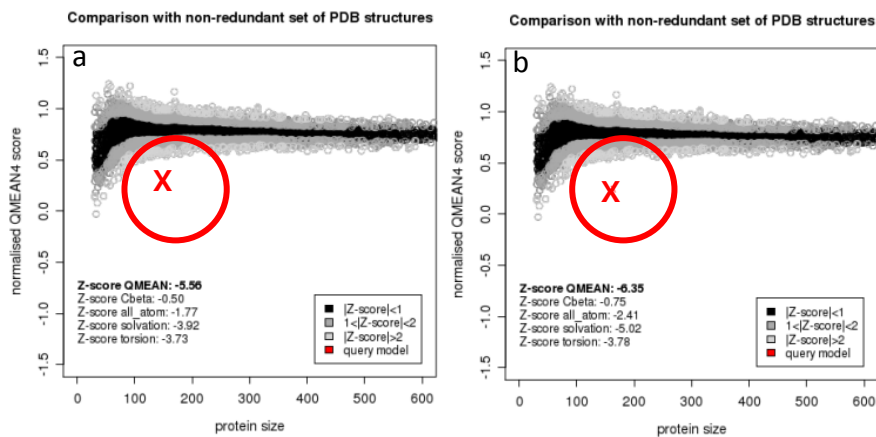 Comparison with non-redundant set of PDB structures
a
normalised QMEAN4 score
1.5
1.0
0.5
0.0
-0.5
-1.0
-1.5
X
Z-score QMEAN: -5.56
Z-score Cbeta: -0.50
Z-score all_atom: -1.77
Z-score solvation: -3.92
Z-score torsion: -3.73
|Z-score|<1
1<|Z-score|<2
|Z-score|>2
query model
0 100 200 300 400 500 600
protein size
Comparison with non-redundant set of PDB structures
b
normalised QMEAN4 score
1.5
1.0
0.5
0.0
-0.5
-1.0
-1.5
X
Z-score QMEAN: -6.35
Z-score Cbeta: -0.75
Z-score all_atom: -2.41
Z-score solvation: -5.02
Z-score torsion: -3.78
|Z-score|<1
1<|Z-score|<2
|Z-score|>2
query model
0 100 200 300 400 500 600
protein size